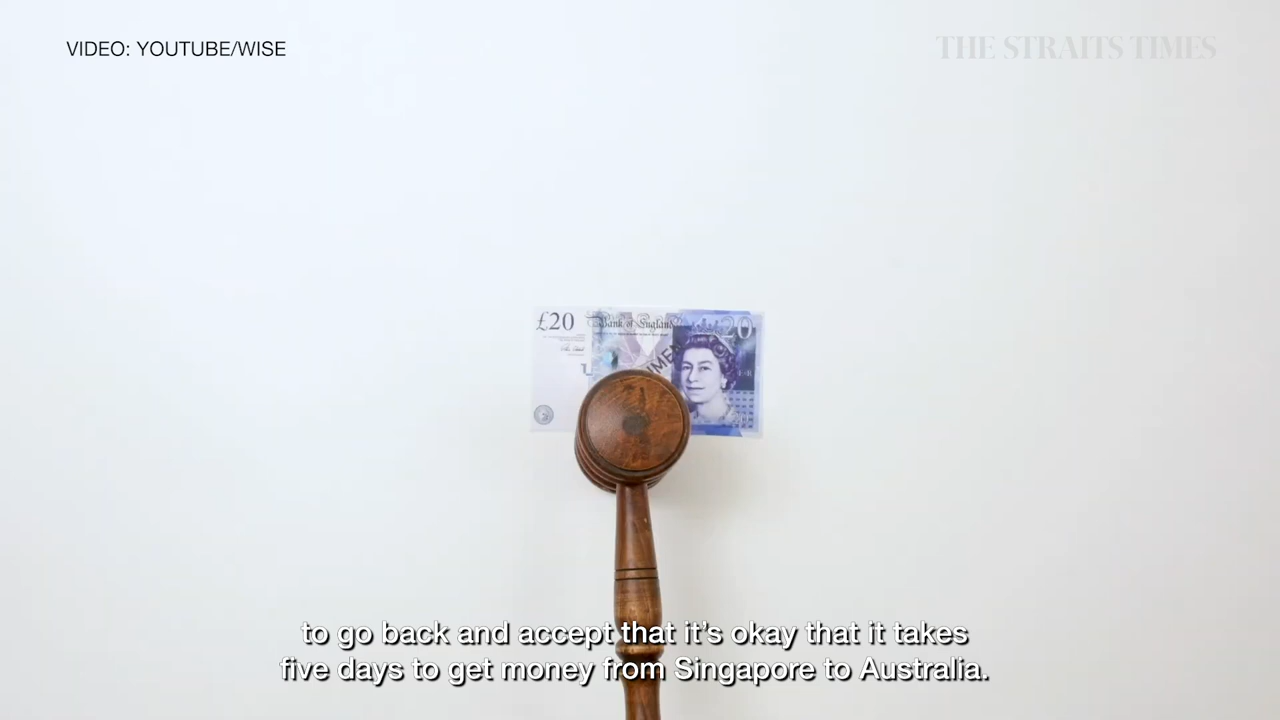 VIDEO: YOUTUBE/WISE
THE STRAITS TIMES
£20
Bank of England
20
IMEN
to go back and accept that it's okay that it takes
five days to get money from Singapore to Australia.